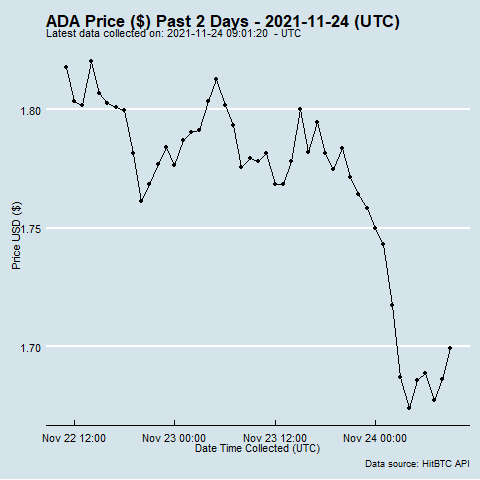 ADA Price ($) Past 2 Days - 2021-11-24 (UTC)
Latest data collected on: 2021-11-24 09:01:20 - UTC
1.80
1.75
1.70
Price USD ($)
Nov 22 12:00 Nov 23 00:00 Nov 23 12:00 Nov 24 00:00
Date Time Collected (UTC)
Data source: HitBTC API